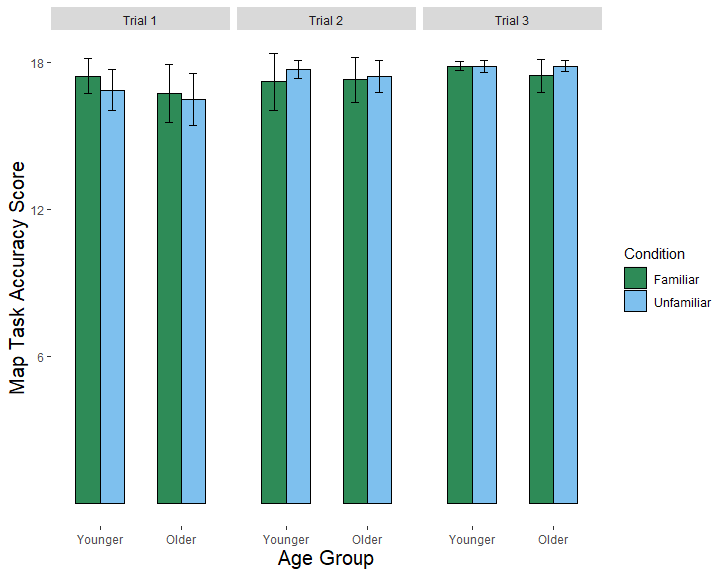 Trial 1
Trial 2
Trial 3
18
12
6
Map Task Accuracy Score
Younger
Older
Younger
Older
Younger
Older
Age Group
Condition
Familiar
Unfamiliar